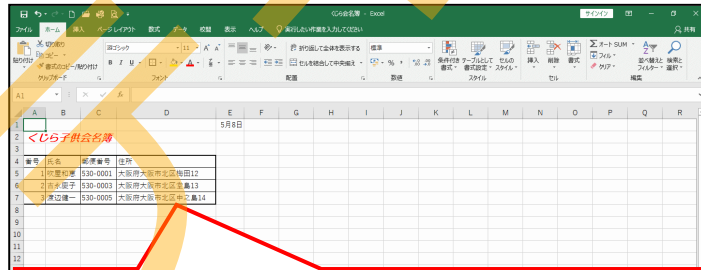 くじら会名簿 - Excel
サインイン
ファイル ホーム 挿入 ページ レイアウト 数式 データ 校閲 表示 ヘルプ 実行したい作業を入力してください 共有
貼り付け 切り取り コピー 書式のコピー/貼り付け
クリップボード
游ゴシック 11
B I U
フォント
折り返して全体を表示する
セルを結合して中央揃え
配置
標準
数値
条件付き書式 テーブルとして書式設定 セルのスタイル
スタイル
挿入 削除 書式
セル
オート SUM
フィル
クリア
並べ替えとフィルター 検索と選択
編集
A1
A B C D E F G H I J K L M N O P Q R
1 5月8日
2 くじら子供会名簿
3
4 番号 氏名 郵便番号 住所
5 1 吹里和恵 530-0001 大阪府大阪市北区梅田12
6 2 吉永慶子 530-0003 大阪府大阪市北区堂島13
7 3 渡辺健一 530-0005 大阪府大阪市北区中之島14
8
9
10
11
12